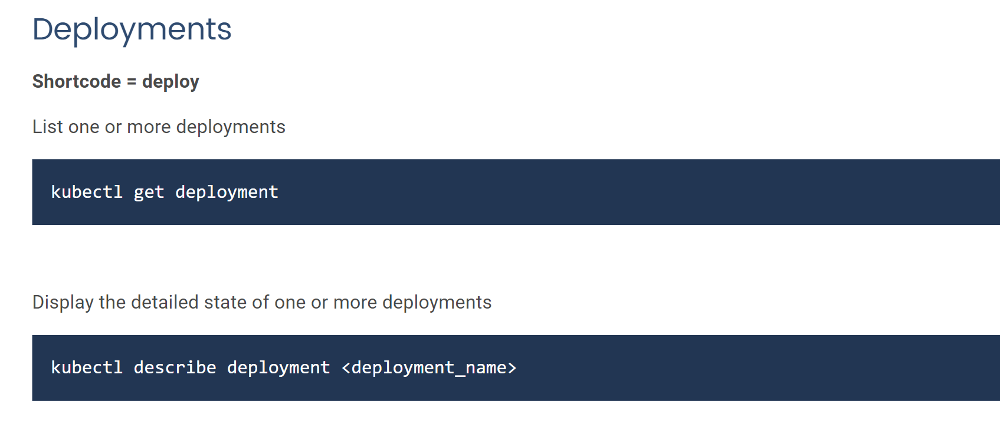 Deployments
Shortcode = deploy
List one or more deployments
kubectl get deployment
Display the detailed state of one or more deployments
kubectl describe deployment <deployment_name>